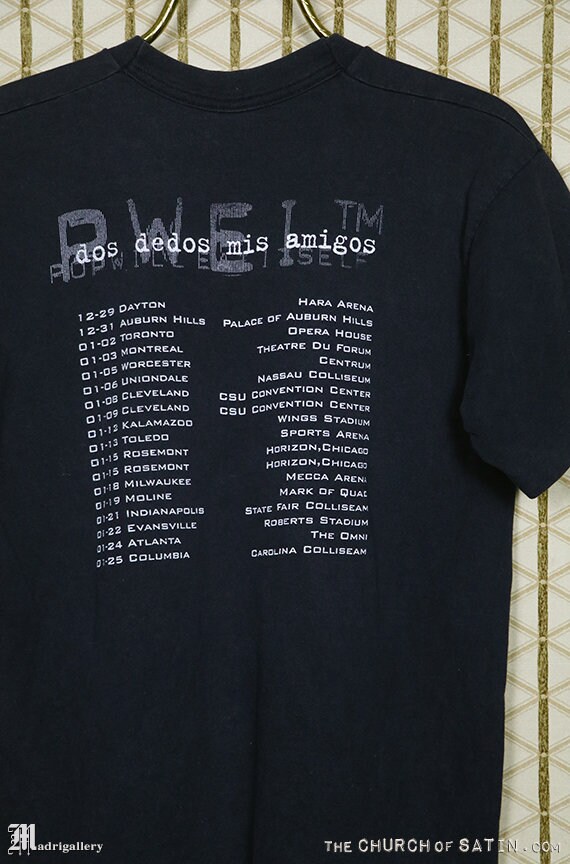 PWEI TM
dos dedos mis amigos
POPWILL EAT ITSELF
12-29 DAYTON HARA ARENA
12-31 AUBURN HILLS PALACE OF AUBURN HILLS
01-02 TORONTO OPERA HOUSE
01-03 MONTREAL THEATRE DU FORUM
01-05 WORCESTER CENTRUM
01-06 UNIONDALE NASSAU COLLISEUM
01-08 CLEVELAND CSU CONVENTION CENTER
01-09 CLEVELAND CSU CONVENTION CENTER
01-12 KALAMAZOO WINGS STADIUM
01-13 TOLEDO SPORTS ARENA
01-15 ROSEMONT HORIZON,CHICAGO
01-15 ROSEMONT HORIZON,CHICAGO
01-18 MILWAUKEE MECCA ARENA
01-19 MOLINE MARK OF QUAD
01-21 INDIANAPOLIS STATE FAIR COLLISEAM
01-22 EVANSVILLE ROBERTS STADIUM
01-24 ATLANTA THE OMNI
01-25 COLUMBIA CAROLINA COLLISEAM
Madrigallery
THE CHURCH OF SATIN.COM